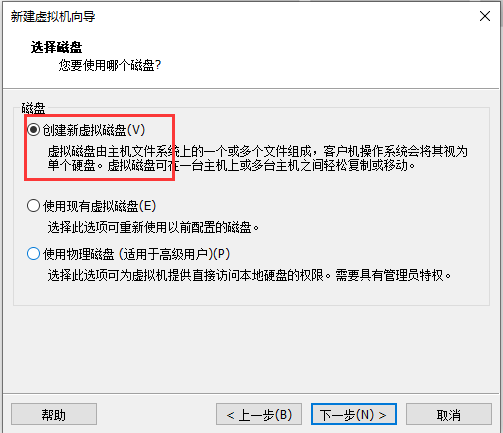 新建虚拟机向导
选择磁盘
您要使用哪个磁盘?
磁盘
创建新虚拟磁盘(V)
虚拟磁盘由主机文件系统上的一个或多个文件组成，客户机操作系统会将其视为
单个硬盘。虚拟磁盘可在一台主机上或多台主机之间轻松复制或移动。
使用现有虚拟磁盘(E)
选择此选项可重新使用以前配置的磁盘。
使用物理磁盘 (适用于高级用户)(P)
选择此选项可为虚拟机提供直接访问本地硬盘的权限。需要具有管理员特权。
帮助
< 上一步(B)
下一步(N) >
取消